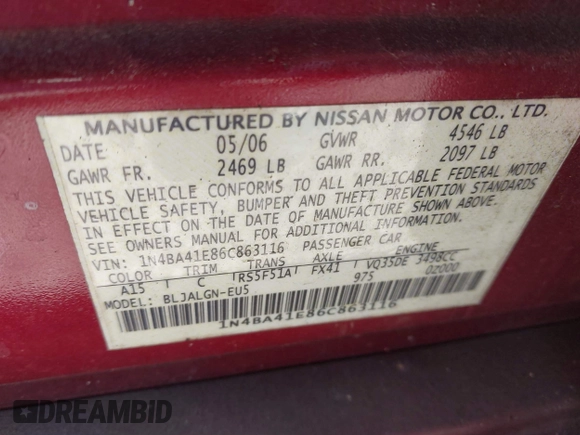 MANUFACTURED BY NISSAN MOTOR CO., LTD.
DATE 05/06 GVWR 4546 LB
GAWR FR. 2469 LB GAWR RR. 2097 LB
THIS VEHICLE CONFORMS TO ALL APPLICABLE FEDERAL MOTOR
VEHICLE SAFETY, BUMPER AND THEFT PREVENTION STANDARDS
IN EFFECT ON THE DATE OF MANUFACTURE SHOWN ABOVE.
SEE OWNERS MANUAL FOR ADDITIONAL INFORMATION.
VIN: 1N4BA41E86C863116 PASSENGER CAR
COLOR TRIM TRANS AXLE ENGINE
A15 C RS5F51A FX41 VQ35DE 3498CC
MODEL: BLJALGN-EU5 975 02000
1N4BA41E86C863116
DREAMBID